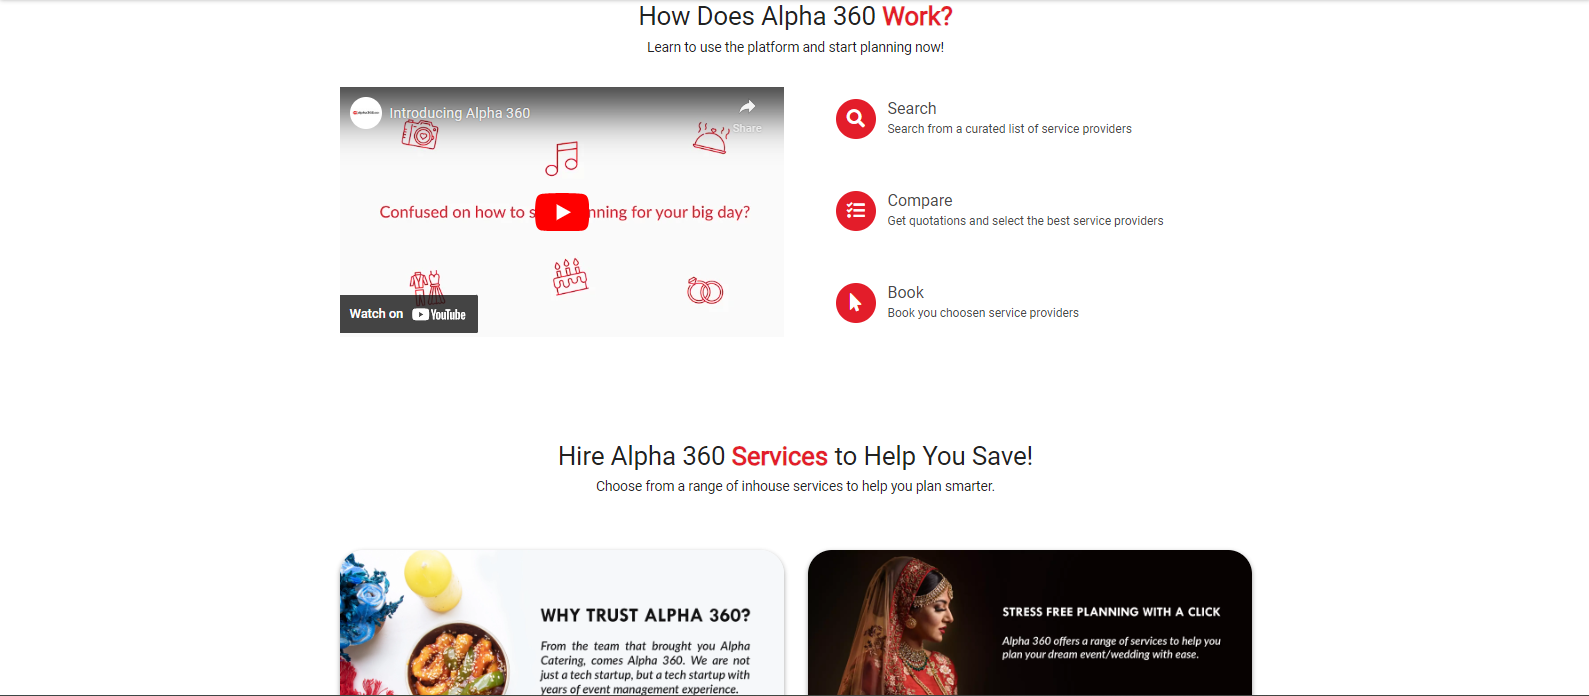 How Does Alpha 360 Work?
Learn to use the platform and start planning now!
Introducing Alpha 360
Share
Confused on how to s nning for your big day?
Watch on YouTube
Search
Search from a curated list of service providers
Compare
Get quotations and select the best service providers
Book
Book you choosen service providers
Hire Alpha 360 Services to Help You Save!
Choose from a range of inhouse services to help you plan smarter.
WHY TRUST ALPHA 360?
From the team that brought you Alpha
Catering, comes Alpha 360. We are not
just a tech startup, but a tech startup with
years of event management experience.
STRESS FREE PLANNING WITH A CLICK
Alpha 360 offers a range of services to help you
plan your dream event/wedding with ease.